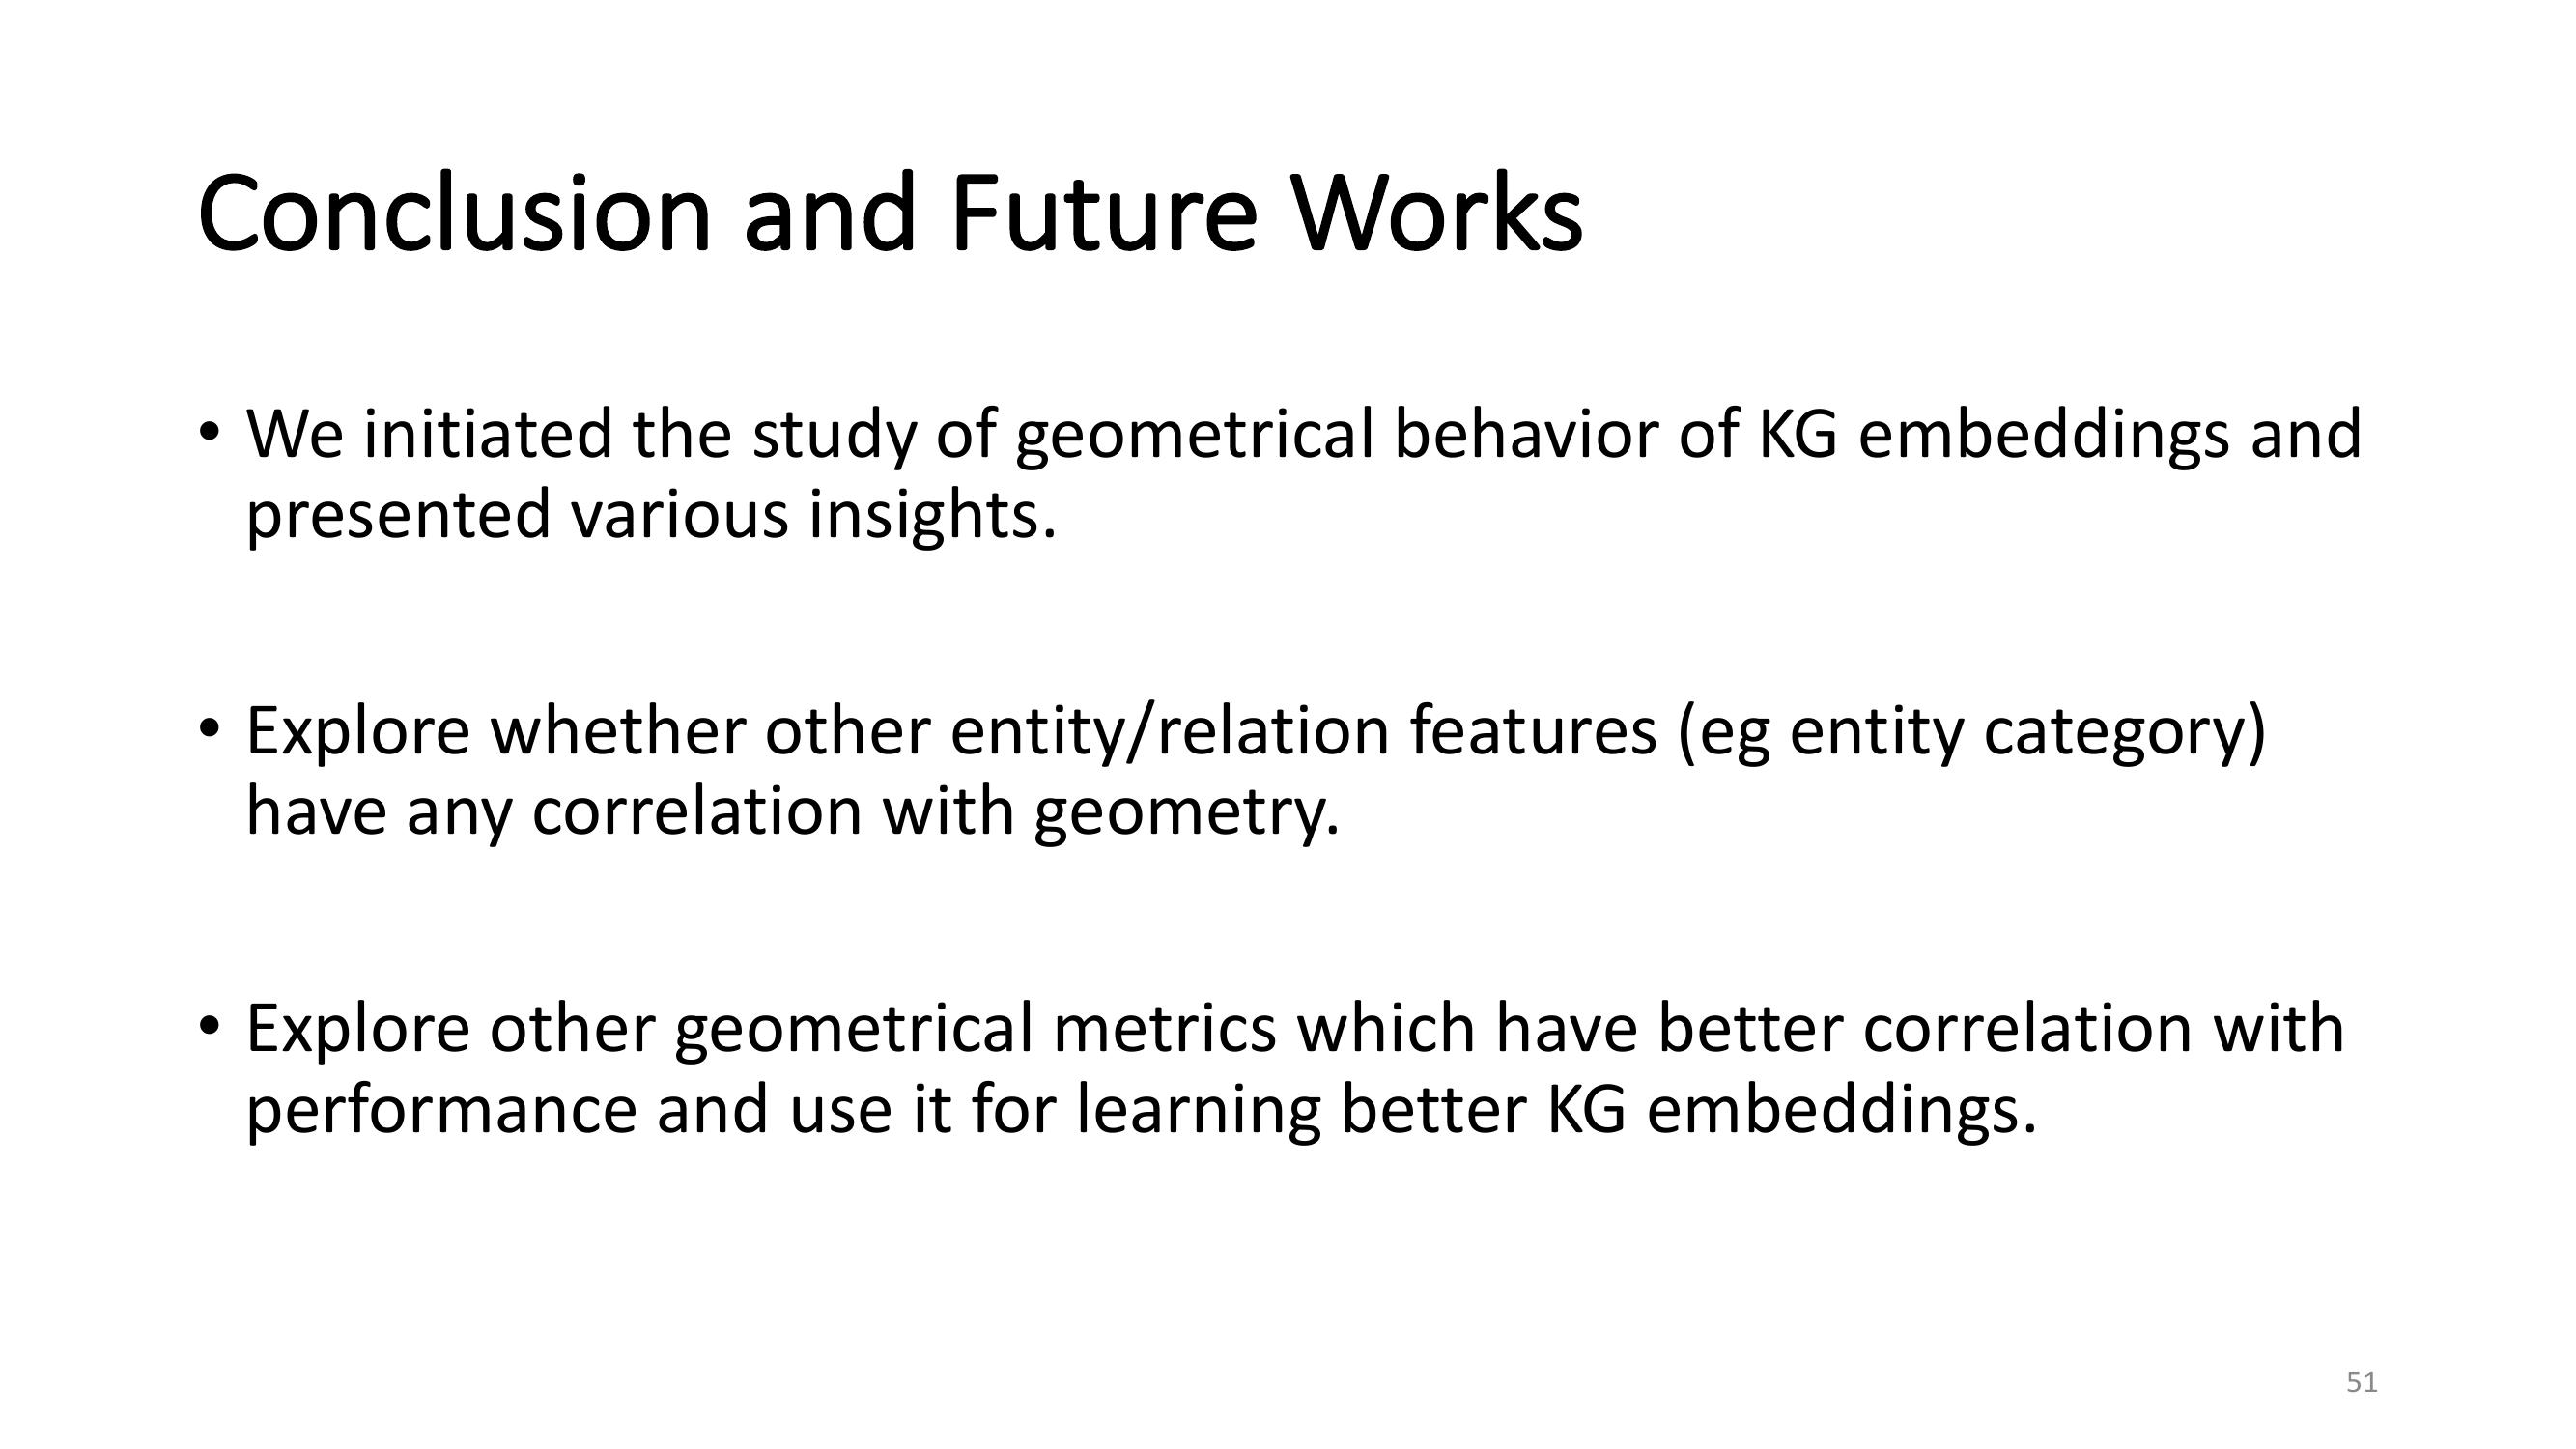 Conclusion and Future Works
• We initiated the study of geometrical behavior of KG embeddings and
presented various insights.
• Explore whether other entity/relation features (eg entity category)
have any correlation with geometry.
• Explore other geometrical metrics which have better correlation with
performance and use it for learning better KG embeddings.
51